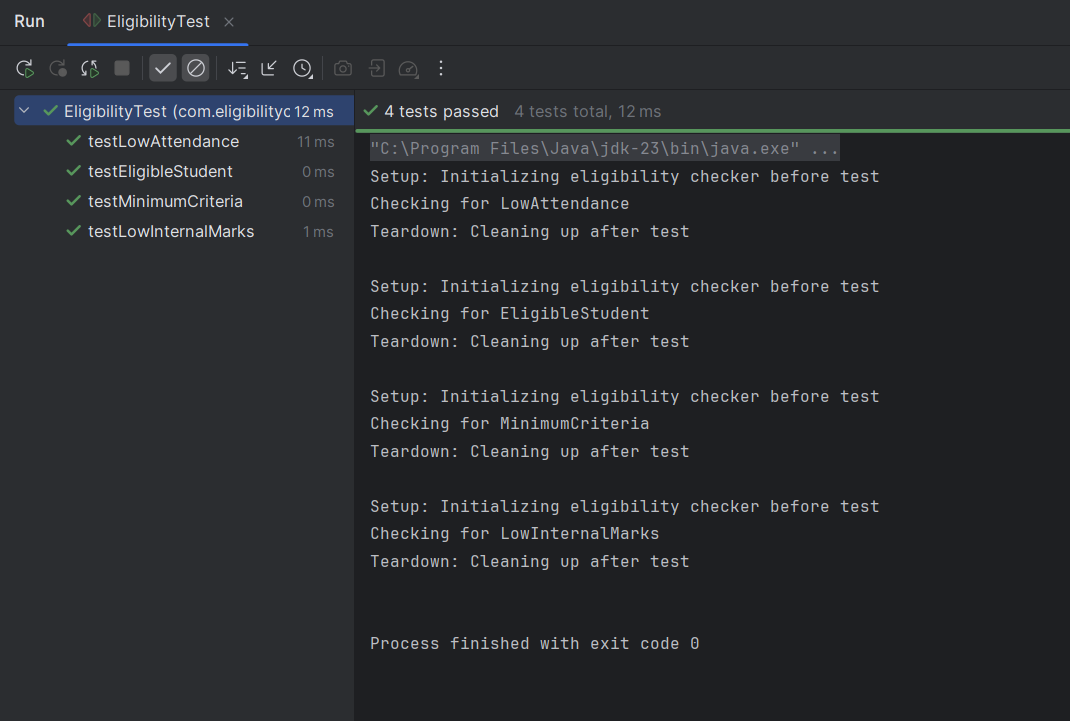 Run EligibilityTest
EligibilityTest (com.eligibilityc 12 ms
testLowAttendance 11 ms
testEligibleStudent 0 ms
testMinimumCriteria 0 ms
testLowInternalMarks 1 ms
4 tests passed 4 tests total, 12 ms
"C:\Program Files\Java\jdk-23\bin\java.exe" ...
Setup: Initializing eligibility checker before test
Checking for LowAttendance
Teardown: Cleaning up after test
Setup: Initializing eligibility checker before test
Checking for EligibleStudent
Teardown: Cleaning up after test
Setup: Initializing eligibility checker before test
Checking for MinimumCriteria
Teardown: Cleaning up after test
Setup: Initializing eligibility checker before test
Checking for LowInternalMarks
Teardown: Cleaning up after test
Process finished with exit code 0